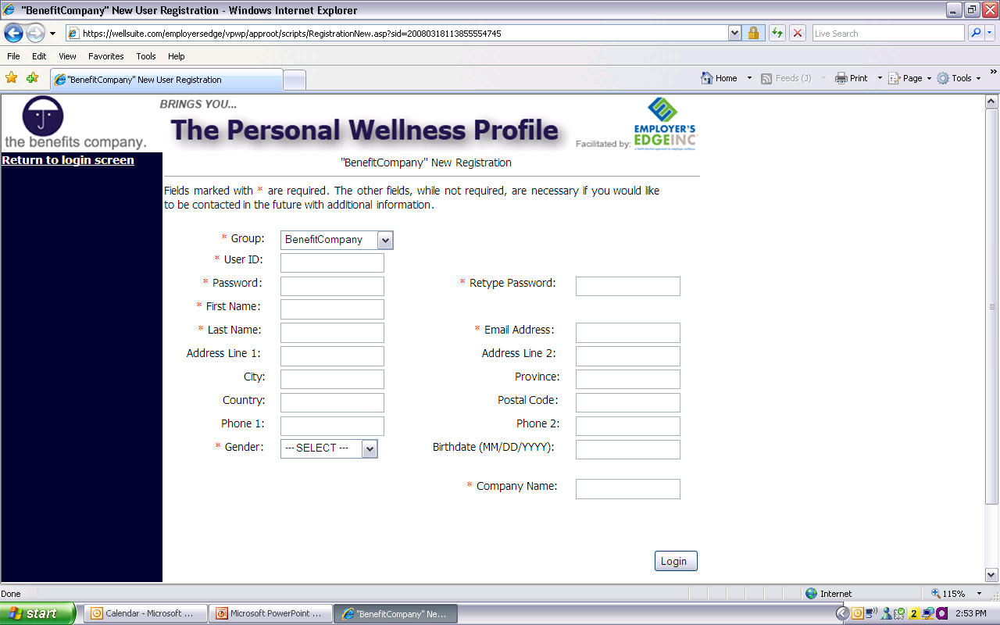 "BenefitCompany" New User Registration - Windows Internet Explorer
https://wellsuite.com/employersedge/vpwp/approot/scripts/RegistrationNew.asp?sid=20080318113855554745
Live Search
File Edit View Favorites Tools Help
"BenefitCompany" New User Registration
Home Feeds (J) Print Page Tools »
the benefits company.
BRINGS YOU...
The Personal Wellness Profile
Facilitated by:
EMPLOYER'S
EDGE INC
Return to login screen
"BenefitCompany" New Registration
Fields marked with * are required. The other fields, while not required, are necessary if you would like
to be contacted in the future with additional information.
* Group: BenefitCompany
* User ID:
* Password: * Retype Password:
* First Name:
* Last Name: * Email Address:
Address Line 1: Address Line 2:
City: Province:
Country: Postal Code:
Phone 1: Phone 2:
* Gender: --- SELECT --- Birthdate (MM/DD/YYYY):
* Company Name:
Login
Done Internet 115%
start Calendar - Microsoft ... Microsoft PowerPoint ... "BenefitCompany" Ne... 2 2:53 PM